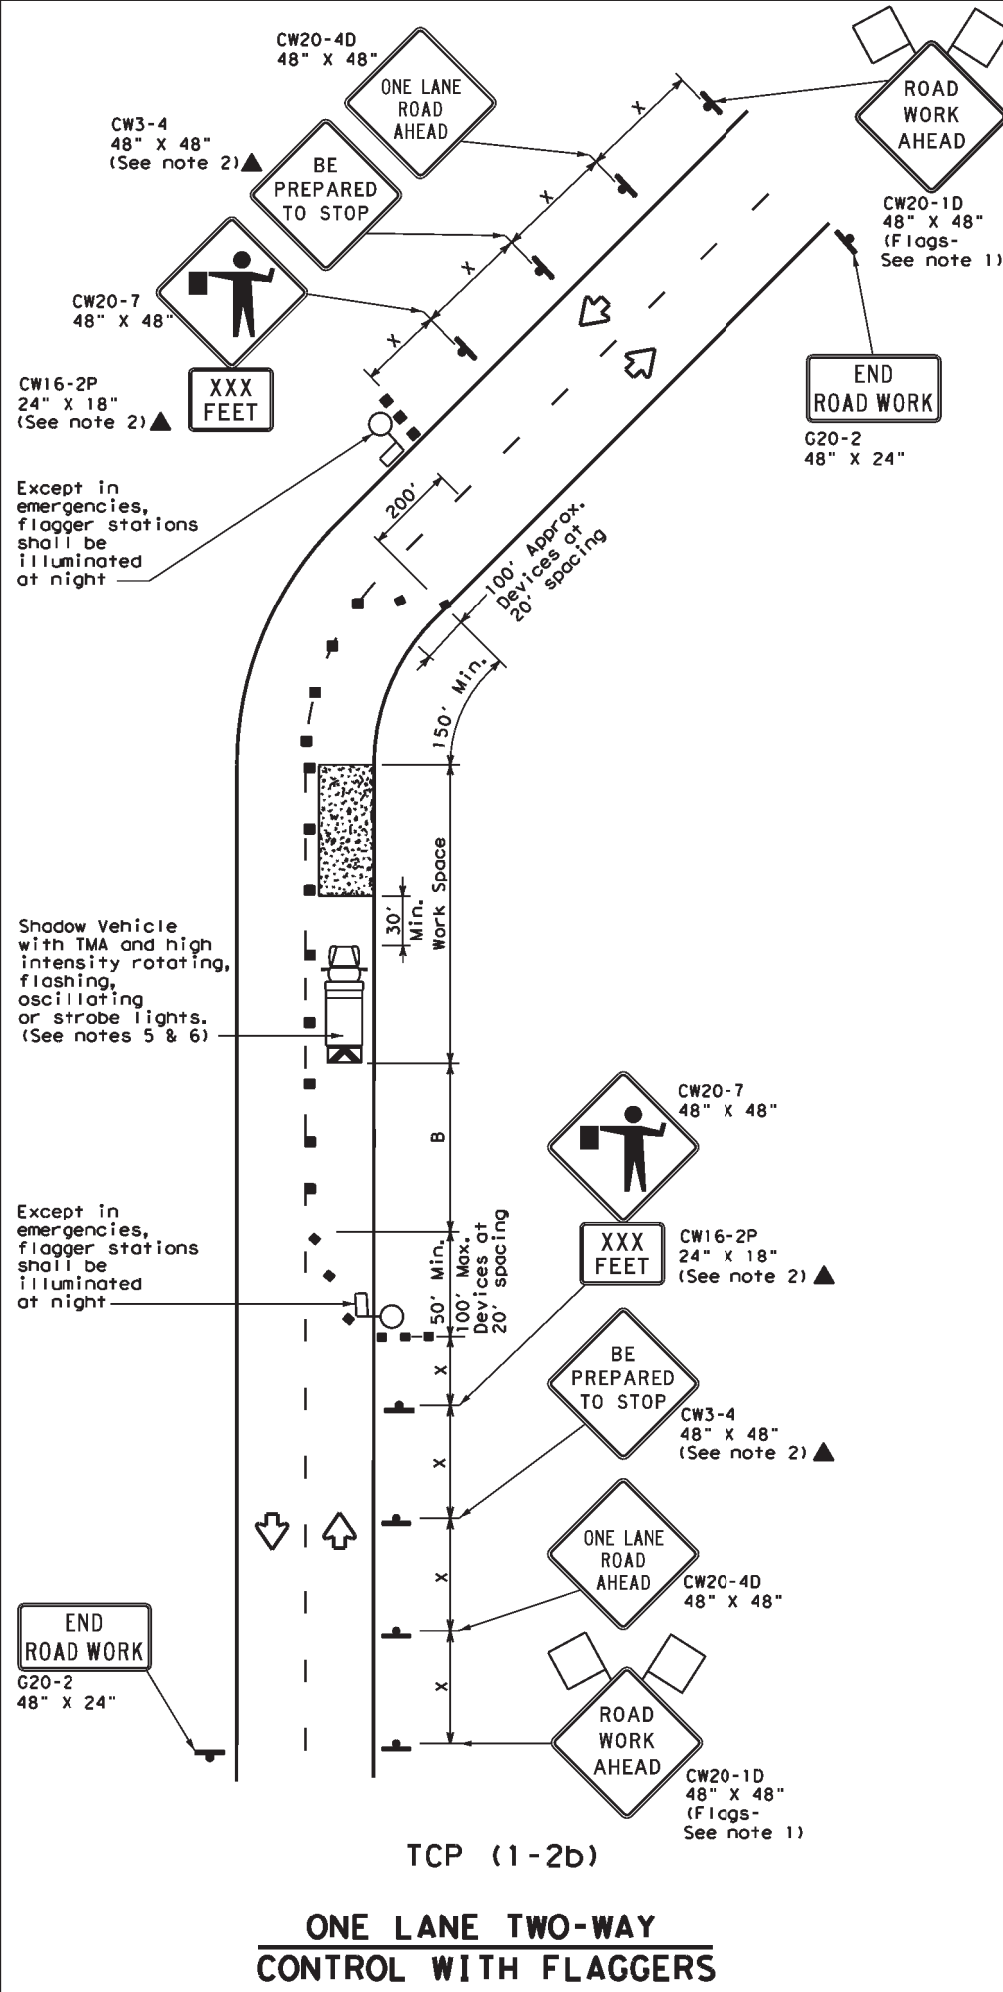 CW20-4D
48" X 48"
ONE LANE
ROAD
AHEAD
X
ROAD
WORK
AHEAD
CW20-1D
48" X 48"
(Flags-
See note 1)
CW3-4
48" X 48"
(See note 2)▲
BE
PREPARED
TO STOP
X
CW20-7
48" X 48"
X
CW16-2P
24" X 18"
(See note 2)▲
XXX
FEET
X
END
ROAD WORK
G20-2
48" X 24"
Except in
emergencies,
flagger stations
shall be
illuminated
at night
200'
100' Approx.
Devices at
20' spacing
150' Min.
Work Space
30'
Min.
Shadow Vehicle
with TMA and high
intensity rotating,
flashing,
oscillating
or strobe lights.
(See notes 5 & 6)
B
CW20-7
48" X 48"
XXX
FEET
CW16-2P
24" X 18"
(See note 2)▲
Except in
emergencies,
flagger stations
shall be
illuminated
at night
50' Min.
100' Max.
Devices at
20' spacing
X
BE
PREPARED
TO STOP
CW3-4
48" X 48"
(See note 2)▲
X
ONE LANE
ROAD
AHEAD
CW20-4D
48" X 48"
X
END
ROAD WORK
G20-2
48" X 24"
X
ROAD
WORK
AHEAD
CW20-1D
48" X 48"
(Flags-
See note 1)
TCP (1-2b)
ONE LANE TWO-WAY
CONTROL WITH FLAGGERS